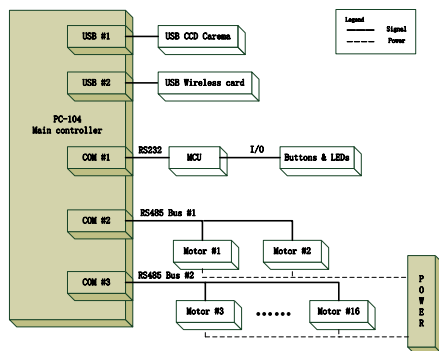 Legend
Signal
Power
USB #1
USB CCD Carema
USB #2
USB Wireless card
PC-104
Main controller
COM #1
RS232
MCU
I/O
Buttons & LEDs
COM #2
RS485 Bus #1
Motor #1
Motor #2
COM #3
RS485 Bus #2
Motor #3
......
Motor #16
P
O
W
E
R